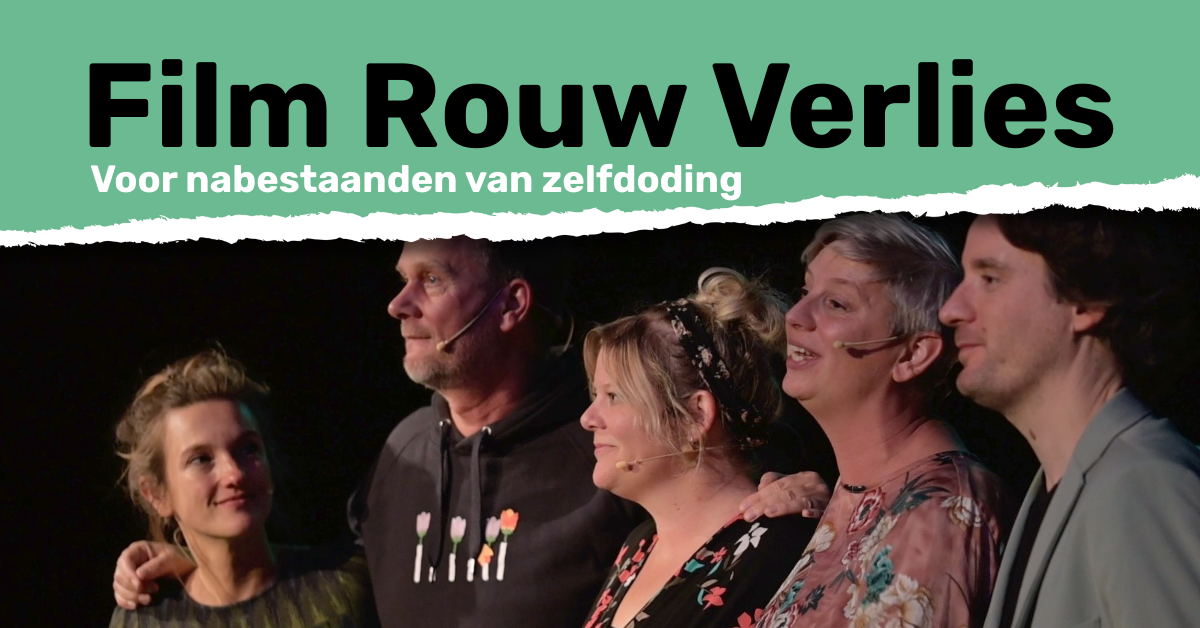 Film Rouw Verlies
Voor nabestaanden van zelfdoding